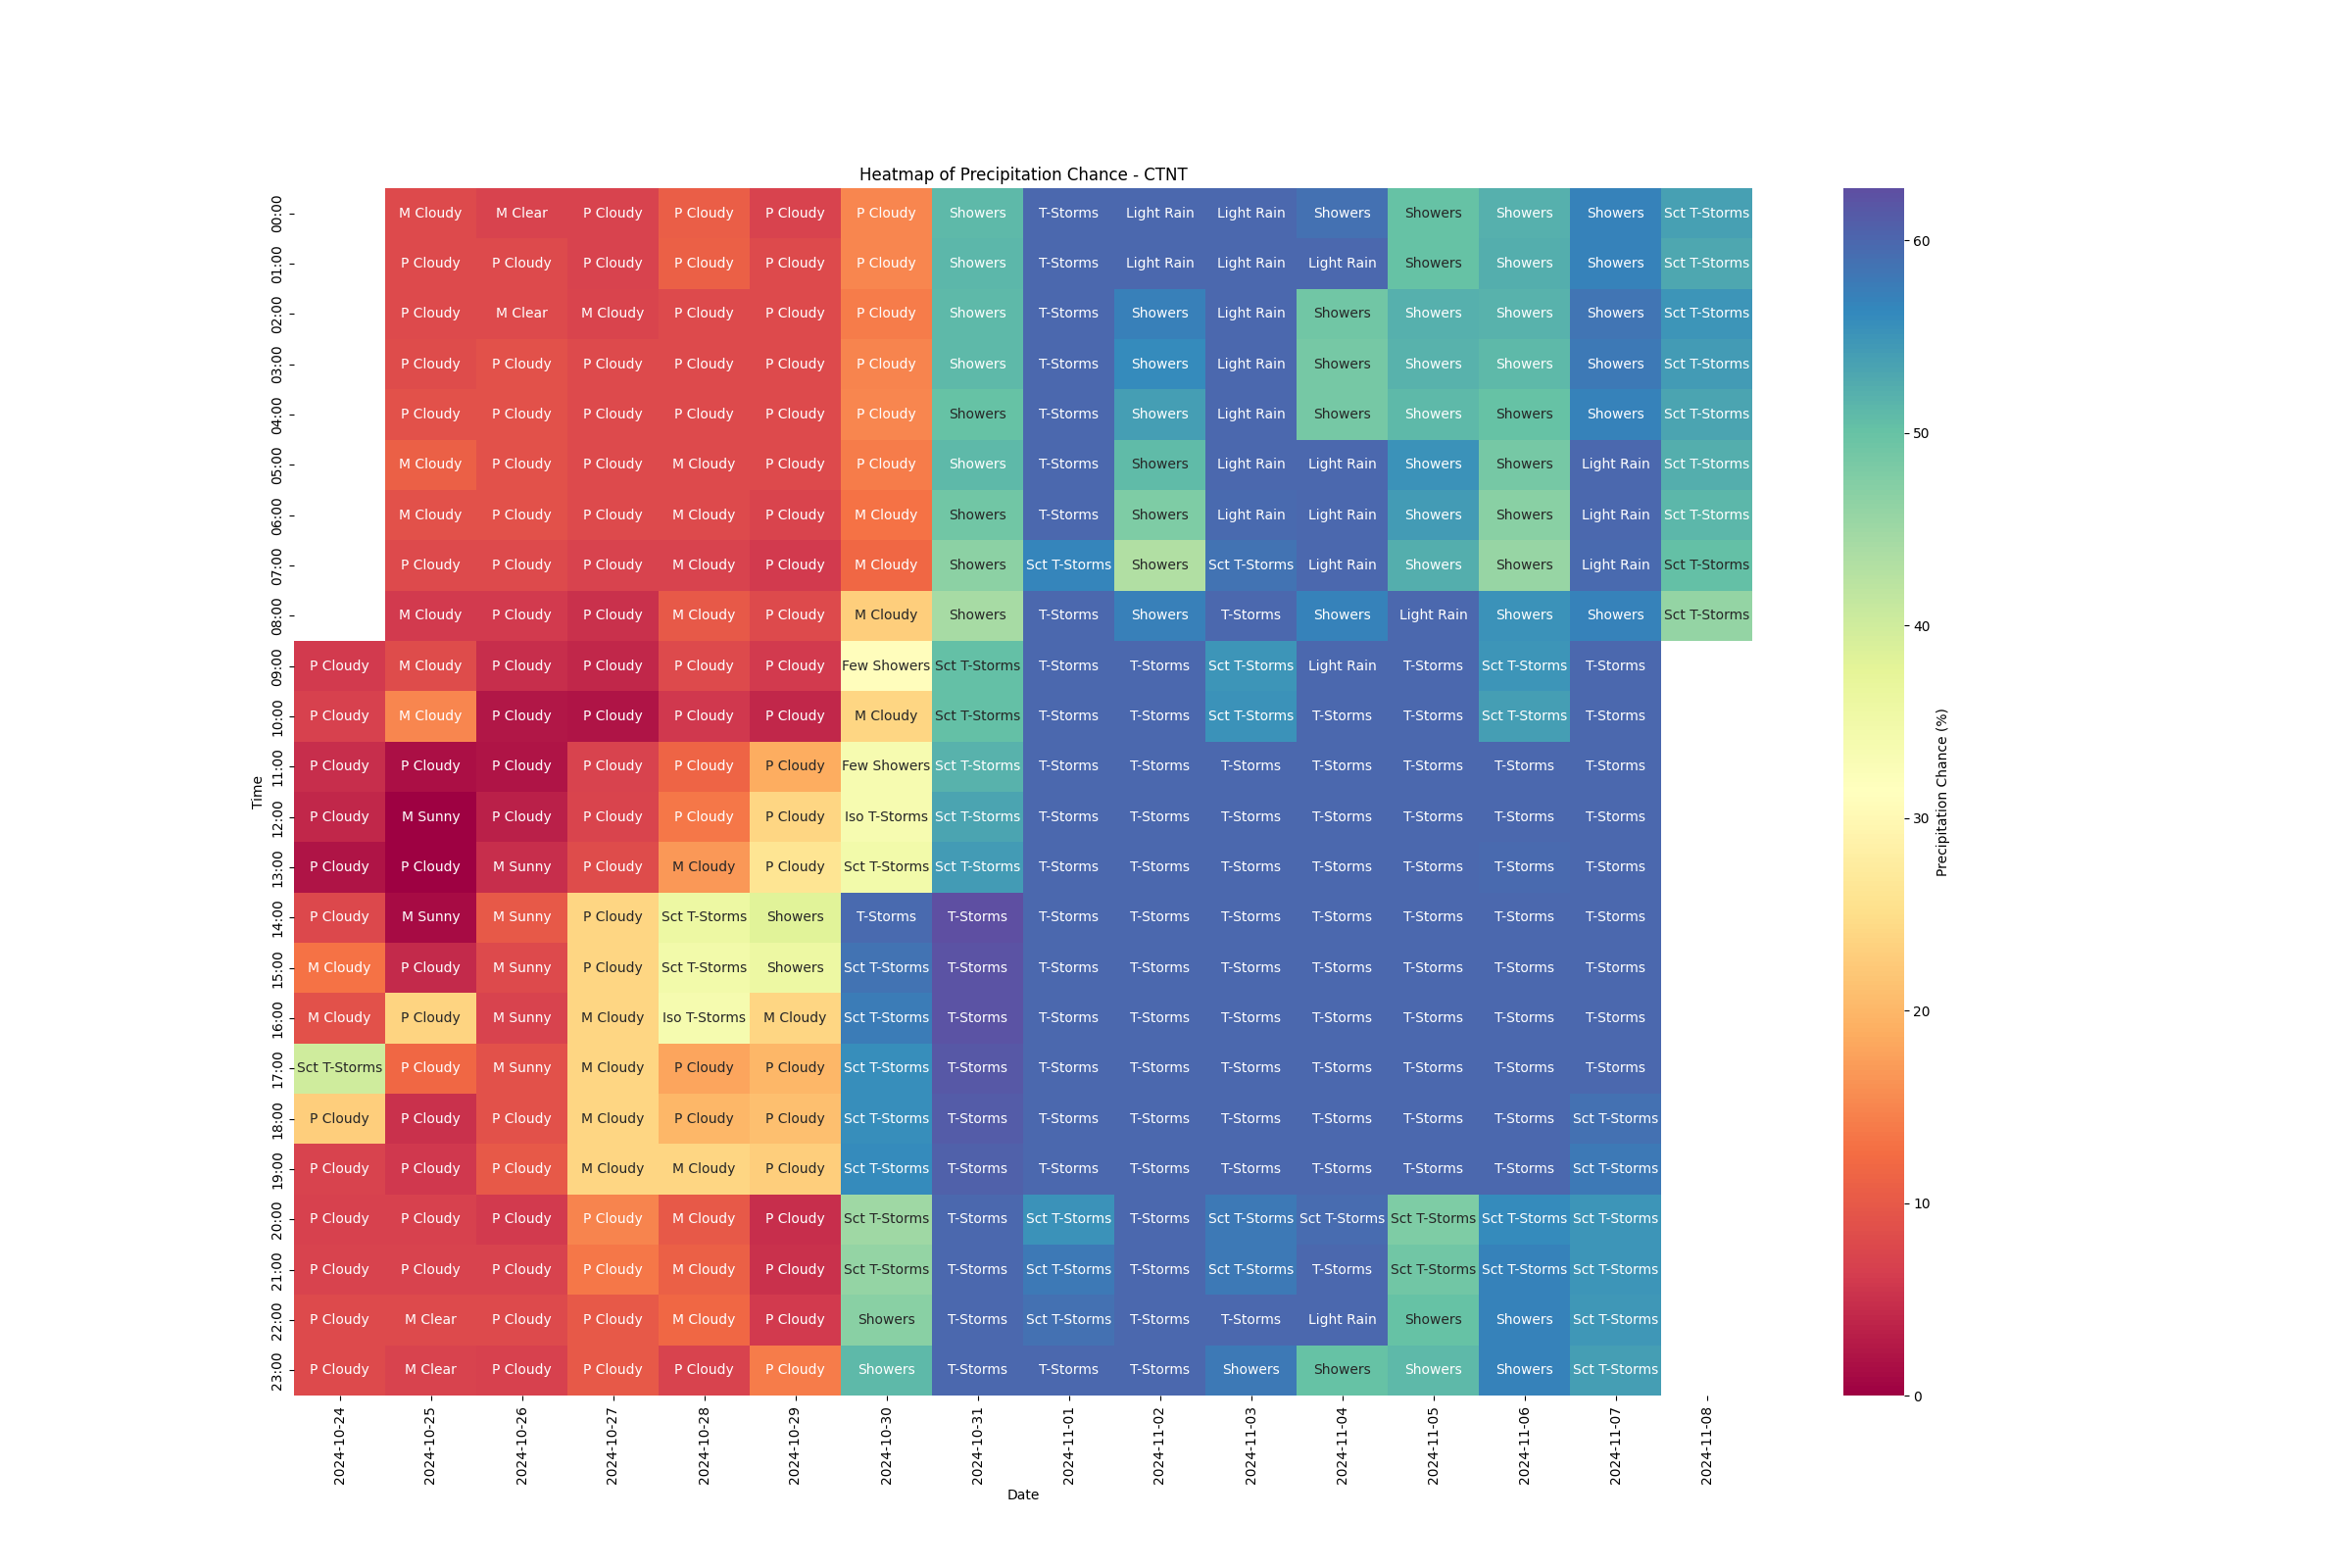 Heatmap of Precipitation Chance - CTNT
00:00 M Cloudy M Clear P Cloudy P Cloudy P Cloudy P Cloudy Showers T-Storms Light Rain Light Rain Showers Showers Showers Showers Sct T-Storms
01:00 P Cloudy P Cloudy P Cloudy P Cloudy P Cloudy P Cloudy Showers T-Storms Light Rain Light Rain Light Rain Showers Showers Showers Sct T-Storms
02:00 P Cloudy M Clear M Cloudy P Cloudy P Cloudy P Cloudy Showers T-Storms Showers Light Rain Showers Showers Showers Showers Sct T-Storms
03:00 P Cloudy P Cloudy P Cloudy P Cloudy P Cloudy P Cloudy Showers T-Storms Showers Light Rain Showers Showers Showers Showers Sct T-Storms
04:00 P Cloudy P Cloudy P Cloudy P Cloudy P Cloudy P Cloudy Showers T-Storms Showers Light Rain Showers Showers Showers Showers Sct T-Storms
05:00 M Cloudy P Cloudy P Cloudy M Cloudy P Cloudy P Cloudy Showers T-Storms Showers Light Rain Light Rain Showers Showers Light Rain Sct T-Storms
06:00 M Cloudy P Cloudy P Cloudy M Cloudy P Cloudy M Cloudy Showers T-Storms Showers Light Rain Light Rain Showers Showers Light Rain Sct T-Storms
07:00 P Cloudy P Cloudy P Cloudy M Cloudy P Cloudy M Cloudy Showers Sct T-Storms Showers Sct T-Storms Light Rain Showers Showers Light Rain Sct T-Storms
08:00 M Cloudy P Cloudy P Cloudy M Cloudy P Cloudy M Cloudy Showers T-Storms Showers T-Storms Showers Light Rain Showers Showers Sct T-Storms
09:00 P Cloudy M Cloudy P Cloudy P Cloudy P Cloudy P Cloudy Few Showers Sct T-Storms T-Storms T-Storms Sct T-Storms Light Rain T-Storms Sct T-Storms T-Storms
10:00 P Cloudy M Cloudy P Cloudy P Cloudy P Cloudy P Cloudy M Cloudy Sct T-Storms T-Storms T-Storms Sct T-Storms T-Storms T-Storms Sct T-Storms T-Storms
11:00 P Cloudy P Cloudy P Cloudy P Cloudy P Cloudy P Cloudy Few Showers Sct T-Storms T-Storms T-Storms T-Storms T-Storms T-Storms T-Storms T-Storms
12:00 P Cloudy M Sunny P Cloudy P Cloudy P Cloudy P Cloudy Iso T-Storms Sct T-Storms T-Storms T-Storms T-Storms T-Storms T-Storms T-Storms T-Storms
13:00 P Cloudy P Cloudy M Sunny P Cloudy M Cloudy P Cloudy Sct T-Storms Sct T-Storms T-Storms T-Storms T-Storms T-Storms T-Storms T-Storms T-Storms
14:00 P Cloudy M Sunny M Sunny P Cloudy Sct T-Storms Showers T-Storms T-Storms T-Storms T-Storms T-Storms T-Storms T-Storms T-Storms T-Storms
15:00 M Cloudy P Cloudy M Sunny P Cloudy Sct T-Storms Showers Sct T-Storms T-Storms T-Storms T-Storms T-Storms T-Storms T-Storms T-Storms T-Storms
16:00 M Cloudy P Cloudy M Sunny M Cloudy Iso T-Storms M Cloudy Sct T-Storms T-Storms T-Storms T-Storms T-Storms T-Storms T-Storms T-Storms T-Storms
17:00 Sct T-Storms P Cloudy M Sunny M Cloudy P Cloudy P Cloudy Sct T-Storms T-Storms T-Storms T-Storms T-Storms T-Storms T-Storms T-Storms T-Storms
18:00 P Cloudy P Cloudy P Cloudy M Cloudy P Cloudy P Cloudy Sct T-Storms T-Storms T-Storms T-Storms T-Storms T-Storms T-Storms T-Storms Sct T-Storms
19:00 P Cloudy P Cloudy P Cloudy M Cloudy M Cloudy P Cloudy Sct T-Storms T-Storms T-Storms T-Storms T-Storms T-Storms T-Storms T-Storms Sct T-Storms
20:00 P Cloudy P Cloudy P Cloudy P Cloudy M Cloudy P Cloudy Sct T-Storms T-Storms Sct T-Storms T-Storms Sct T-Storms Sct T-Storms Sct T-Storms Sct T-Storms Sct T-Storms
21:00 P Cloudy P Cloudy P Cloudy P Cloudy M Cloudy P Cloudy Sct T-Storms T-Storms Sct T-Storms T-Storms Sct T-Storms T-Storms Sct T-Storms Sct T-Storms Sct T-Storms
22:00 P Cloudy M Clear P Cloudy P Cloudy M Cloudy P Cloudy Showers T-Storms Sct T-Storms T-Storms T-Storms Light Rain Showers Showers Sct T-Storms
23:00 P Cloudy M Clear P Cloudy P Cloudy P Cloudy P Cloudy Showers T-Storms T-Storms T-Storms Showers Showers Showers Showers Sct T-Storms
Time
2024-10-24 2024-10-25 2024-10-26 2024-10-27 2024-10-28 2024-10-29 2024-10-30 2024-10-31 2024-11-01 2024-11-02 2024-11-03 2024-11-04 2024-11-05 2024-11-06 2024-11-07 2024-11-08
Date
60
50
40
30
20
10
0
Precipitation Chance (%)